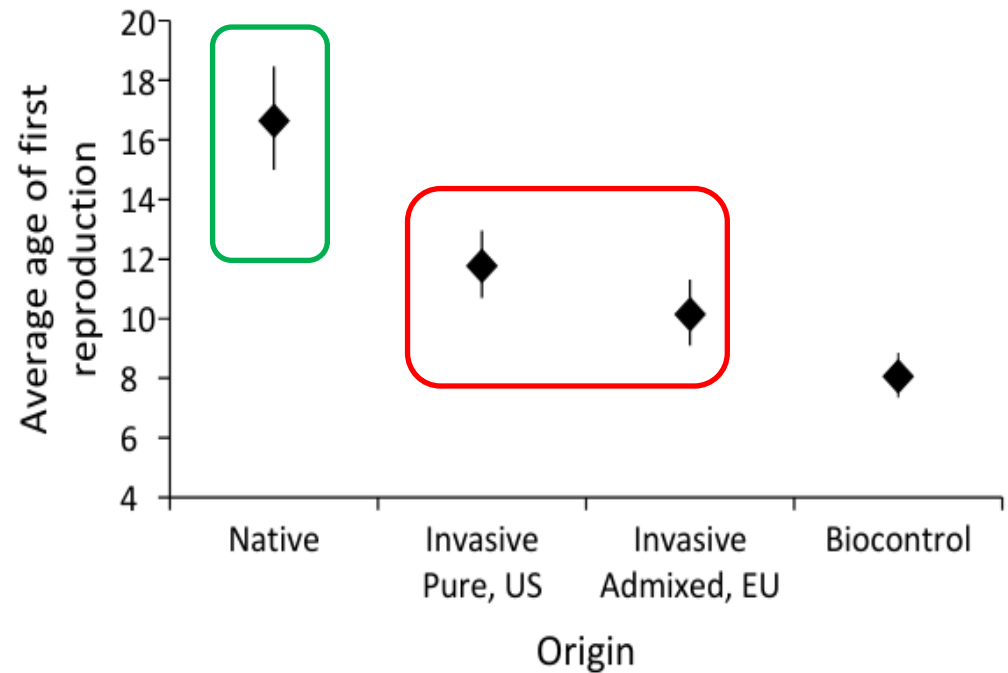 Average age of first
reproduction
20
18
16
14
12
10
8
6
4
Native
Invasive
Pure, US
Invasive
Admixed, EU
Biocontrol
Origin